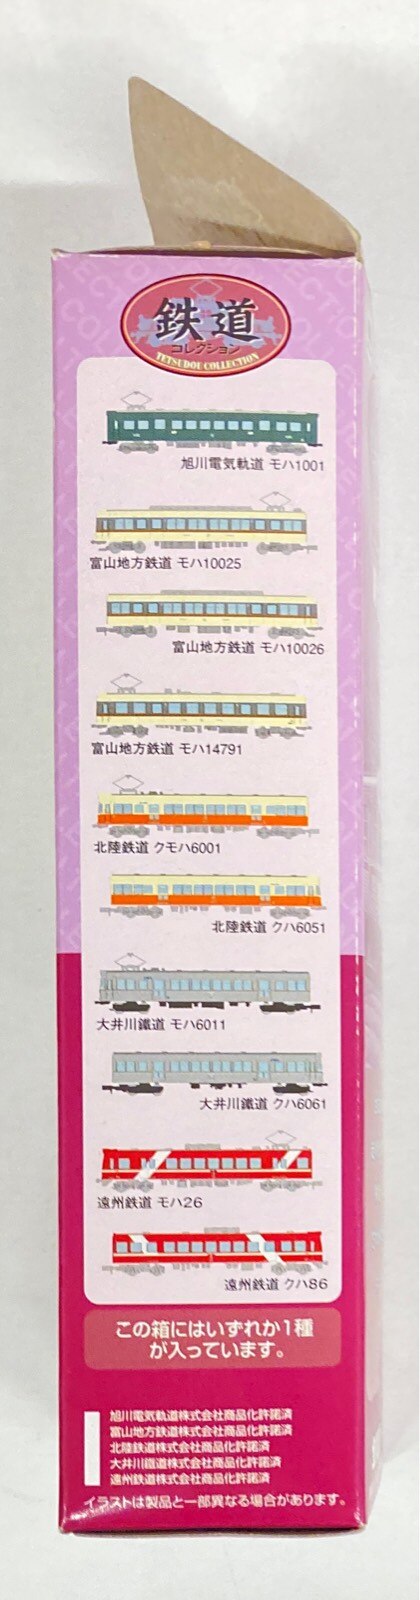 鉄道
コレクション
TETSUDOU COLLECTION
旭川電気軌道 モハ1001
富山地方鉄道 モハ10025
富山地方鉄道 モハ10026
富山地方鉄道 モハ14791
北陸鉄道 クモハ6001
北陸鉄道 クハ6051
大井川鐵道 モハ6011
大井川鐵道 クハ6061
遠州鉄道 モハ26
遠州鉄道 クハ86
この箱にはいずれか1種
が入っています。
旭川電気軌道株式会社商品化許諾済
富山地方鉄道株式会社商品化許諾済
北陸鉄道株式会社商品化許諾済
大井川鐵道株式会社商品化許諾済
遠州鉄道株式会社商品化許諾済
イラストは製品と一部異なる場合があります。